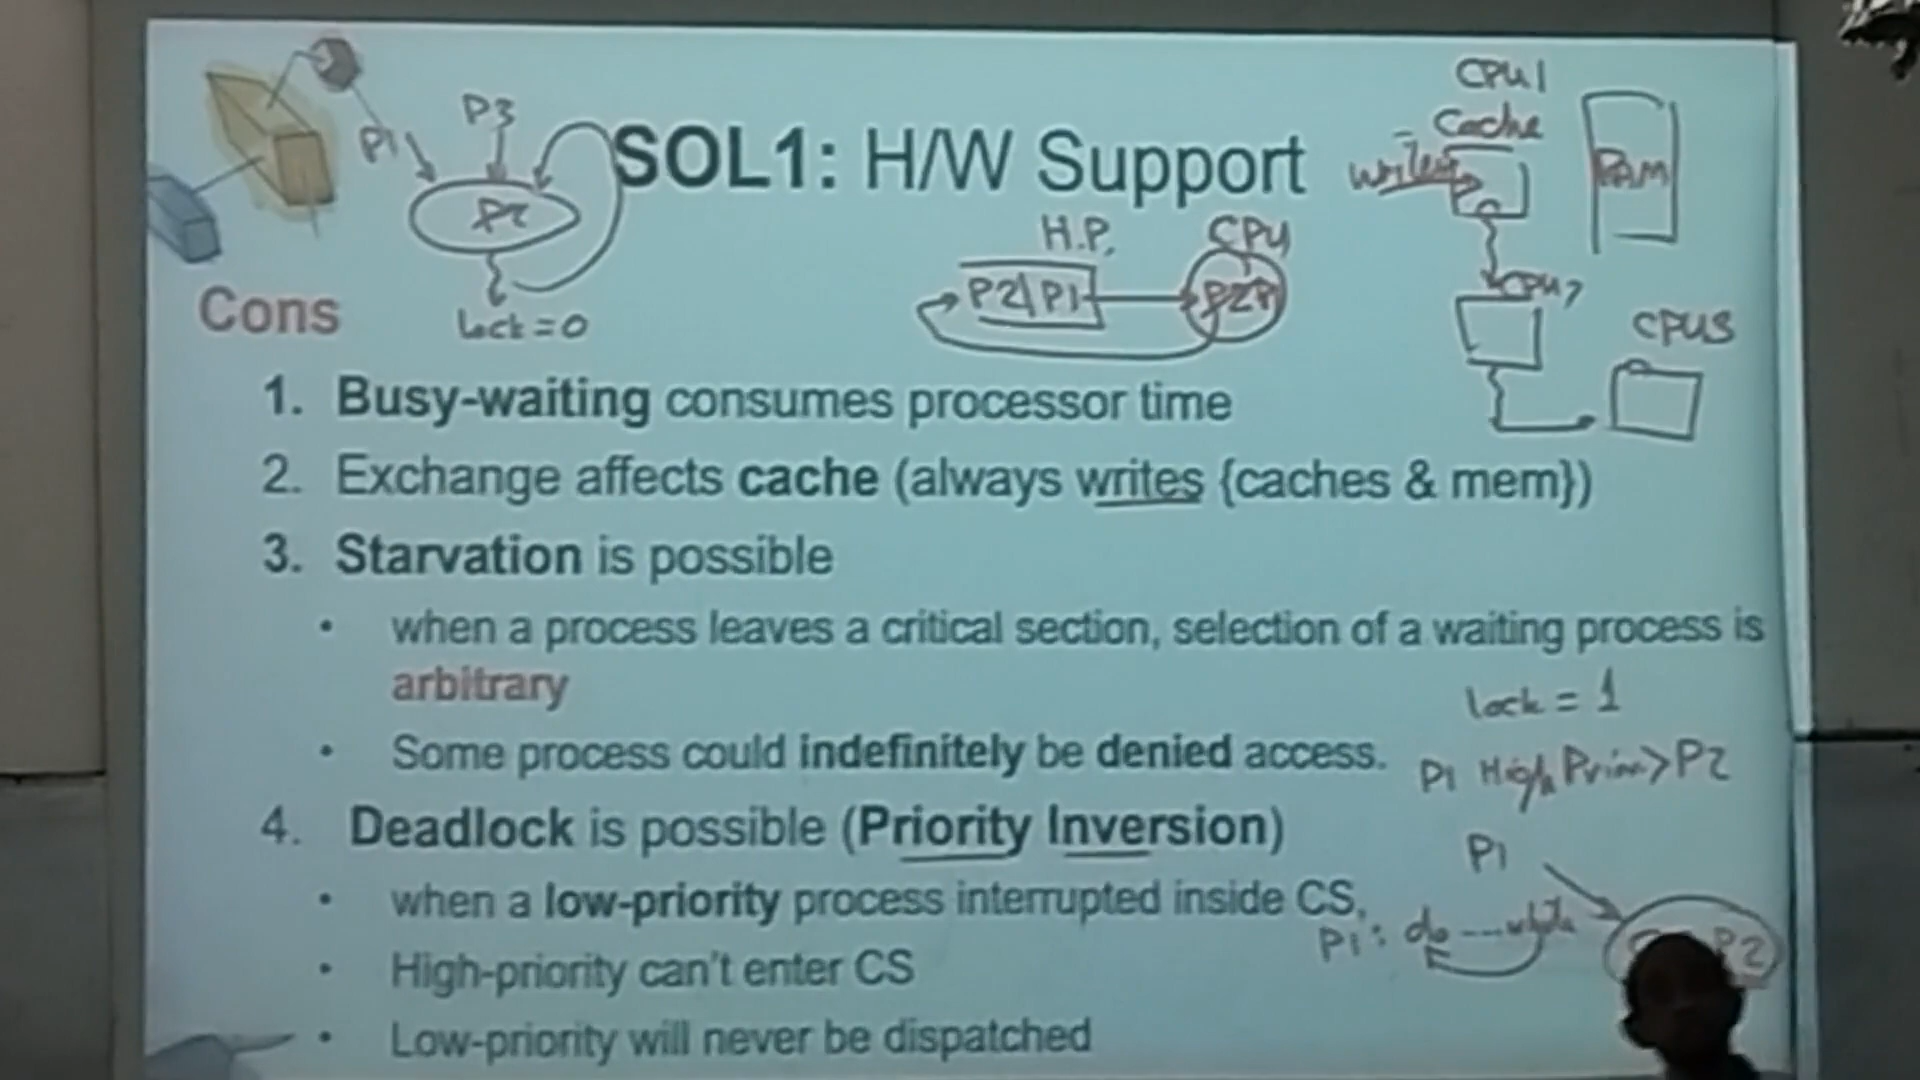 CPU1
P3
Cache
P1
SOL1: H/W Support
RAM
P2
H.P.
CPU
P2 P1
CPU2
Cons
lock = 0
CPU3
1. Busy-waiting consumes processor time
2. Exchange affects cache (always writes {caches & mem})
3. Starvation is possible
• when a process leaves a critical section, selection of a waiting process is
arbitrary
lock = 1
• Some process could indefinitely be denied access.
P1 High Prior > P2
4. Deadlock is possible (Priority Inversion)
P1
• when a low-priority process interrupted inside CS,
P1: do ---- while
P2
• High-priority can't enter CS
• Low-priority will never be dispatched